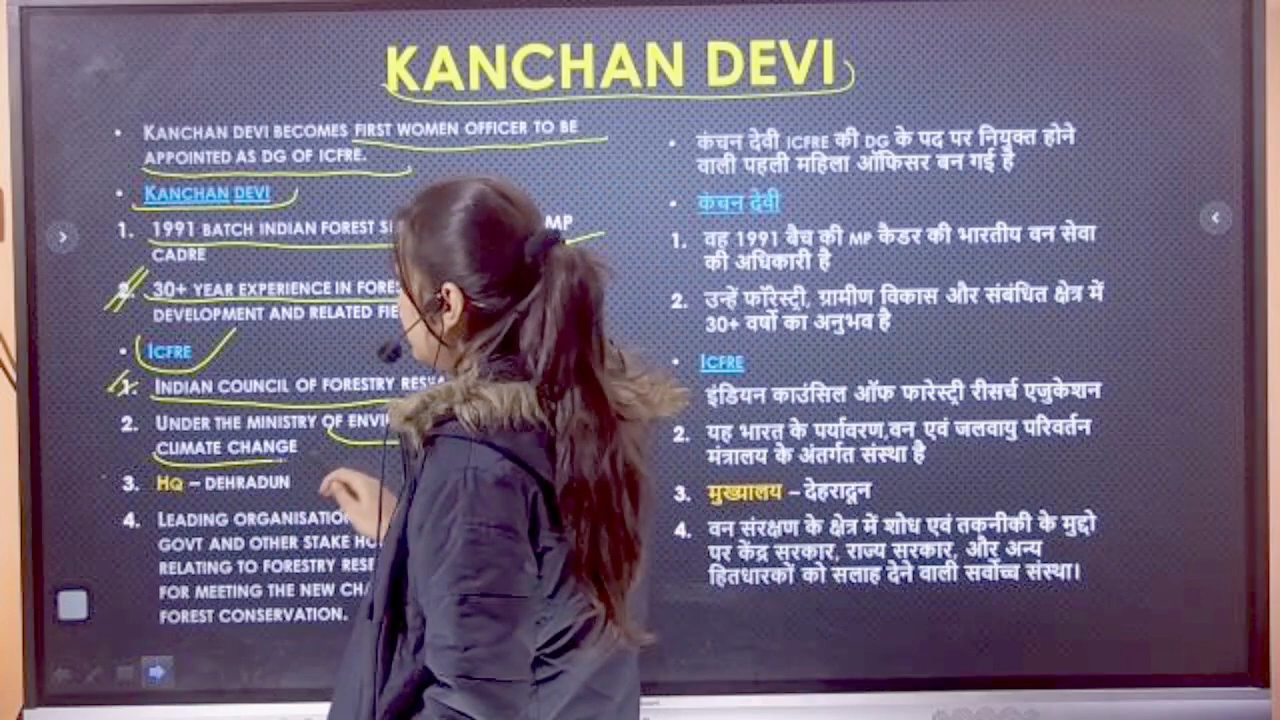 KANCHAN DEVI
• KANCHAN DEVI BECOMES FIRST WOMEN OFFICER TO BE
APPOINTED AS DG OF ICFRE.
• KANCHAN DEVI
1. 1991 BATCH INDIAN FOREST MP
CADRE
2. 30+ YEAR EXPERIENCE IN
DEVELOPMENT AND RELATED
• ICFRE
1. INDIAN COUNCIL OF FORESTRY
2. UNDER THE MINISTRY OF
CLIMATE CHANGE
3. HQ – DEHRADUN
4. LEADING
GOVT AND OTHER STAKE
RELATING TO FORESTRY
FOR MEETING THE NEW
FOREST CONSERVATION.
• कंचन देवी ICFRE की DG के पद पर नियुक्त होने
वाली पहली महिला ऑफिसर बन गई है
• कंचन देवी
1. वह 1991 बैच की MP केडर की भारतीय वन सेवा
की अधिकारी है
2. उन्हें फॉरेस्ट्री, ग्रामीण विकास और संबंधित क्षेत्र में
30+ वर्षो का अनुभव है
• ICFRE
इंडियन काउंसिल ऑफ फारेस्ट्री रीसर्च एजुकेशन
2. यह भारत के पर्यावरण,वन एवं जलवायु परिवर्तन
मंत्रालय के अंतर्गत संस्था है
3. मुख्यालय – देहरादून
4. वन संरक्षण के क्षेत्र में शोध एवं तकनीकी के मुद्दो
पर केंद्र सरकार, राज्य सरकार, और अन्य
हितधारकों को सलाह देने वाली सर्वोच्च संस्था।